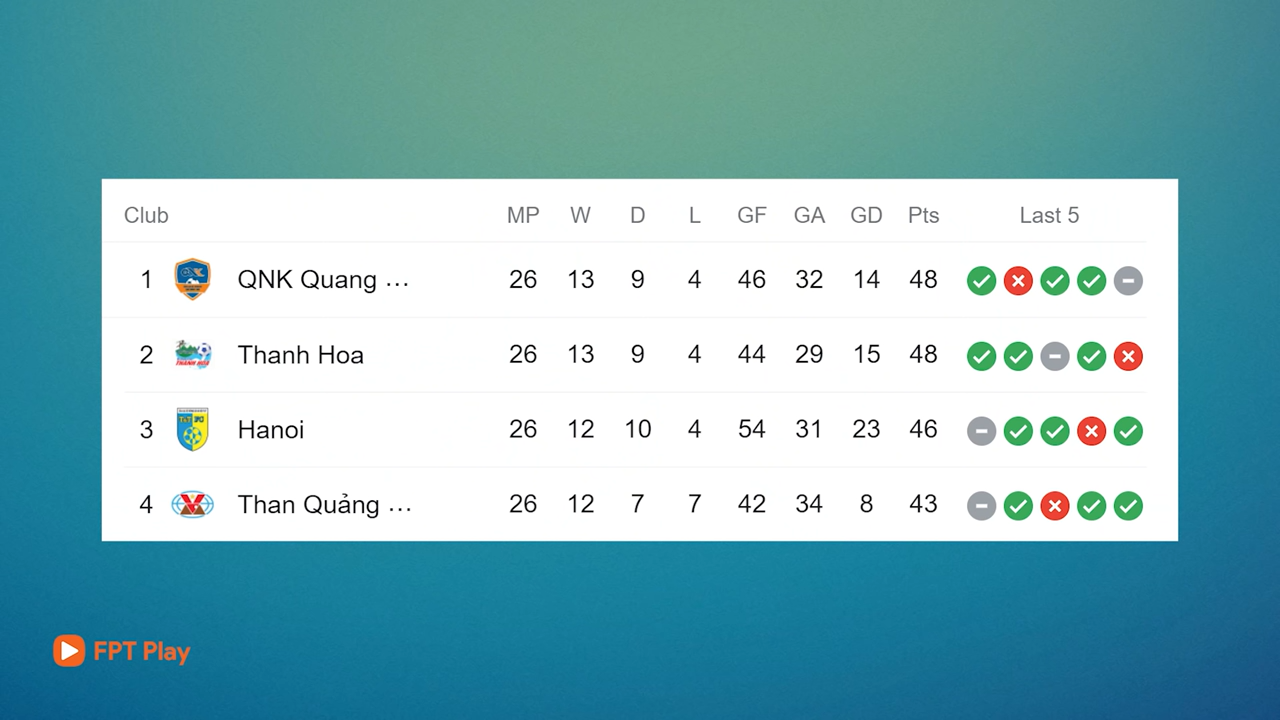 Club MP W D L GF GA GD Pts Last 5
1 QNK Quang ... 26 13 9 4 46 32 14 48
2 THANH HOA Thanh Hoa 26 13 9 4 44 29 15 48
3 Hanoi 26 12 10 4 54 31 23 46
4 Than Quảng ... 26 12 7 7 42 34 8 43
FPT Play